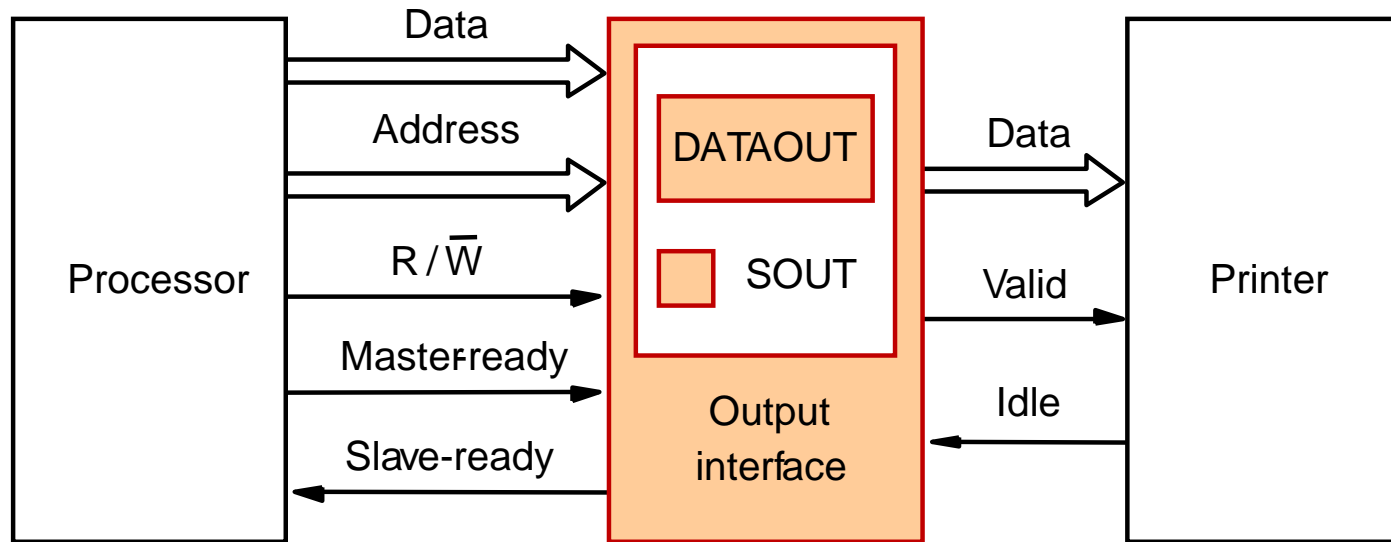 Data
Address
R / W̅
Master-ready
Slave-ready
Processor
DATAOUT
SOUT
Output
interface
Data
Valid
Idle
Printer